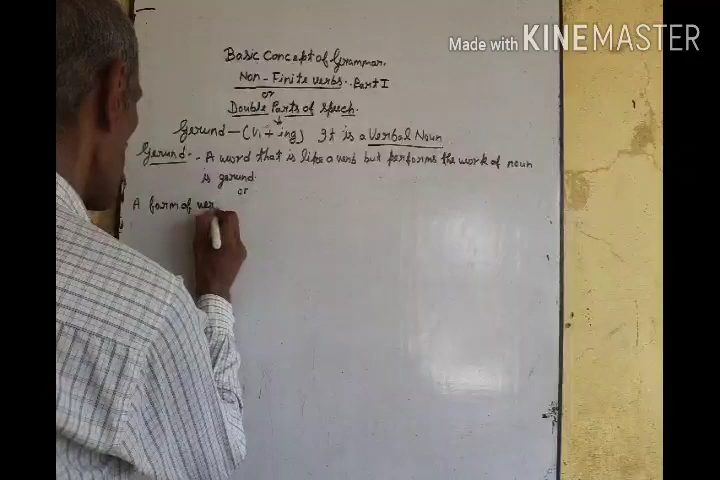 Made with KINEMASTER
Basic Concept of Grammar.
Non-Finite verbs. Part I
or
Double Parts of Speech.
Gerund - (V1 + ing) It is a Verbal Noun
Gerund - A word that is like a verb but performs the work of noun
is gerund.
or
A form of ver